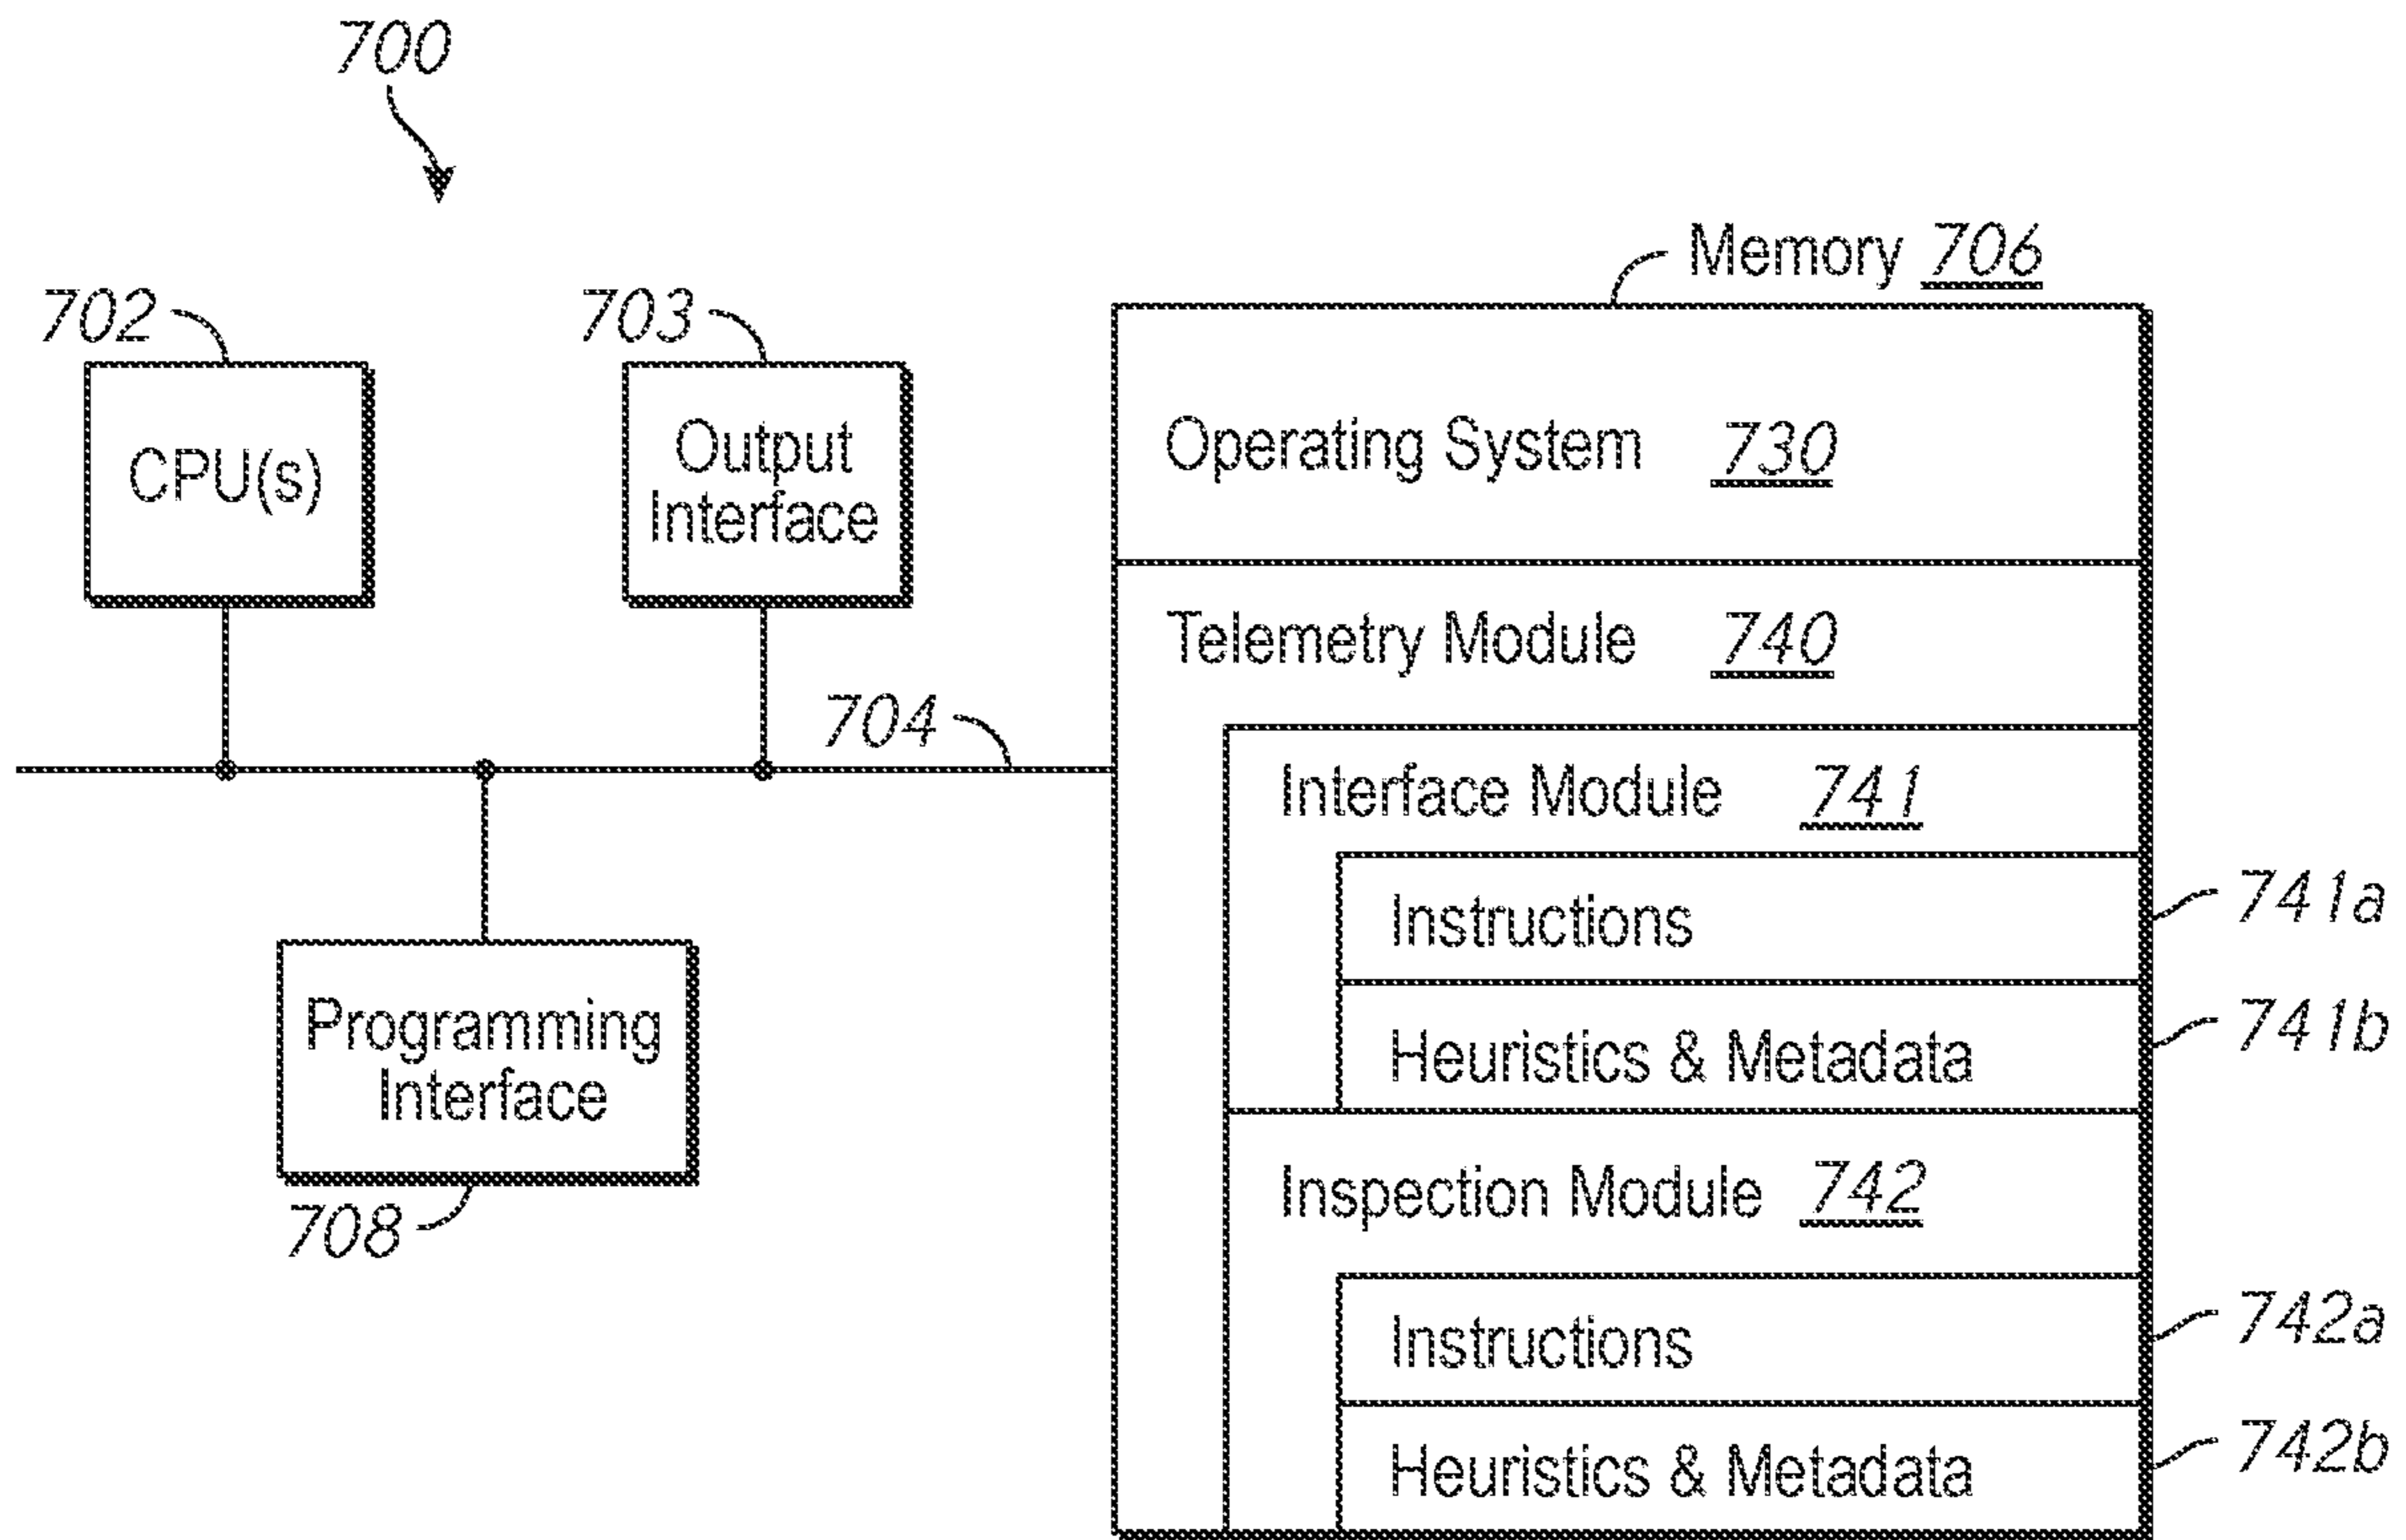 700
Memory 706
702
703
CPU(s)
Output
Interface
Operating System 730
Telemetry Module 740
704
Interface Module 741
Instructions
741a
Heuristics & Metadata
741b
Programming
Interface
708
Inspection Module 742
Instructions
742a
Heuristics & Metadata
742b